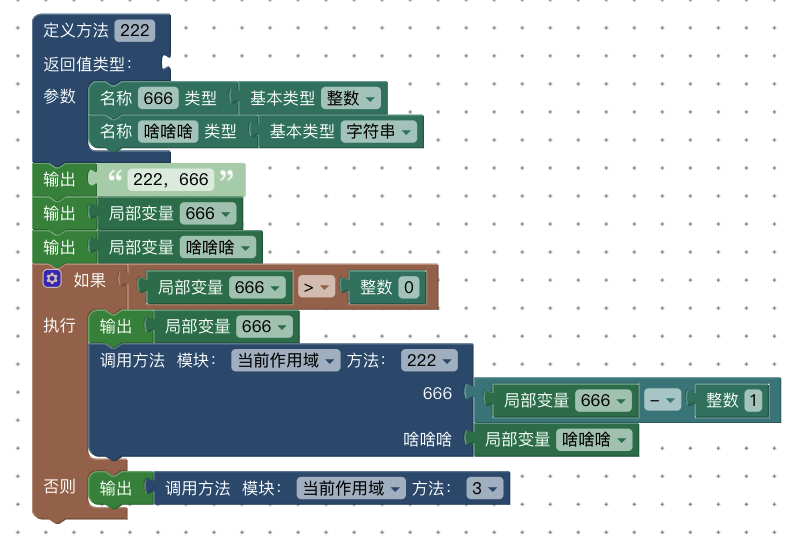 定义方法 222
返回值类型:
参数 名称 666 类型 基本类型 整数
名称 啥啥啥 类型 基本类型 字符串
输出 “ 222，666 ”
输出 局部变量 666
输出 局部变量 啥啥啥
如果 局部变量 666 > 整数 0
执行 输出 局部变量 666
调用方法 模块: 当前作用域 方法: 222
666 局部变量 666 - 整数 1
啥啥啥 局部变量 啥啥啥
否则 输出 调用方法 模块: 当前作用域 方法: 3